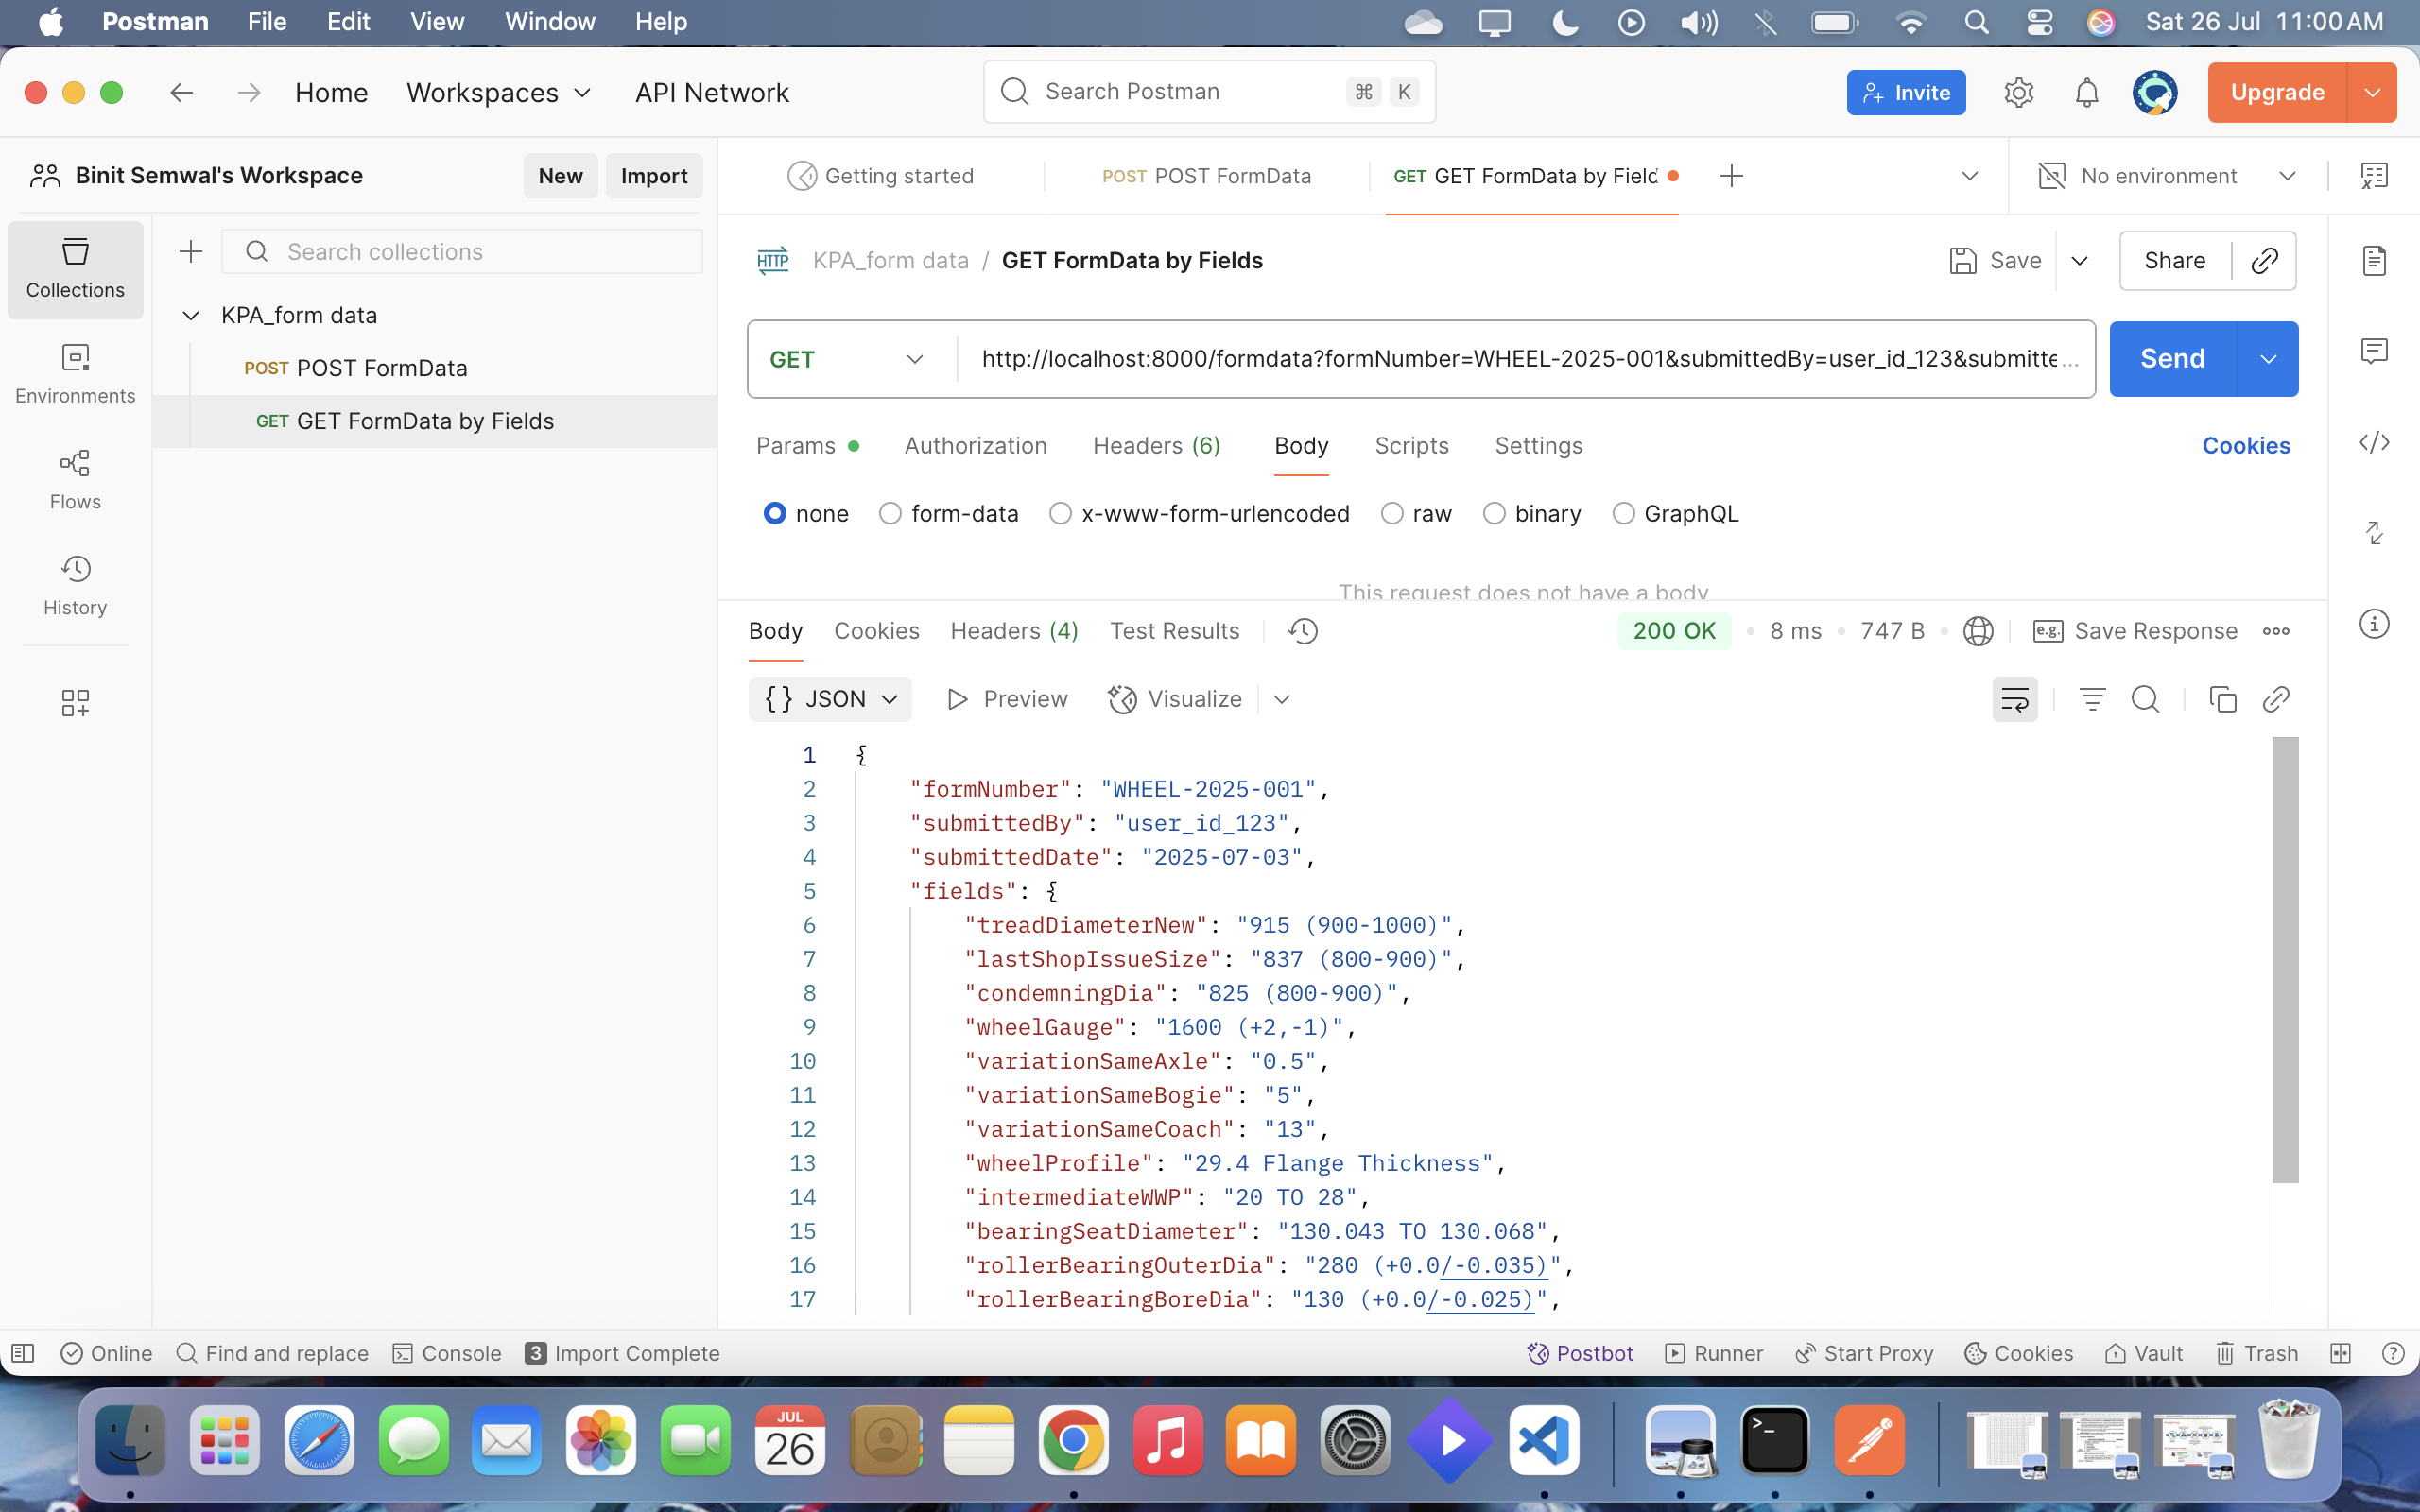 Postman File Edit View Window Help Sat 26 Jul 11:00 AM
Home Workspaces API Network Search Postman ⌘ K Invite Upgrade
Binit Semwal's Workspace New Import
Getting started POST POST FormData GET GET FormData by Field No environment
Collections
Environments
Flows
History
Search collections
KPA_form data
POST POST FormData
GET GET FormData by Fields
HTTP KPA_form data / GET FormData by Fields Save Share
GET http://localhost:8000/formdata?formNumber=WHEEL-2025-001&submittedBy=user_id_123&submitte... Send
Params Authorization Headers (6) Body Scripts Settings Cookies
none form-data x-www-form-urlencoded raw binary GraphQL
This request does not have a body
Body Cookies Headers (4) Test Results 200 OK 8 ms 747 B e.g. Save Response
{} JSON Preview Visualize
1 {
2 "formNumber": "WHEEL-2025-001",
3 "submittedBy": "user_id_123",
4 "submittedDate": "2025-07-03",
5 "fields": {
6 "treadDiameterNew": "915 (900-1000)",
7 "lastShopIssueSize": "837 (800-900)",
8 "condemningDia": "825 (800-900)",
9 "wheelGauge": "1600 (+2,-1)",
10 "variationSameAxle": "0.5",
11 "variationSameBogie": "5",
12 "variationSameCoach": "13",
13 "wheelProfile": "29.4 Flange Thickness",
14 "intermediateWWP": "20 TO 28",
15 "bearingSeatDiameter": "130.043 TO 130.068",
16 "rollerBearingOuterDia": "280 (+0.0/-0.035)",
17 "rollerBearingBoreDia": "130 (+0.0/-0.025)",
Online Find and replace Console 3 Import Complete Postbot Runner Start Proxy Cookies Vault Trash
JUL
26